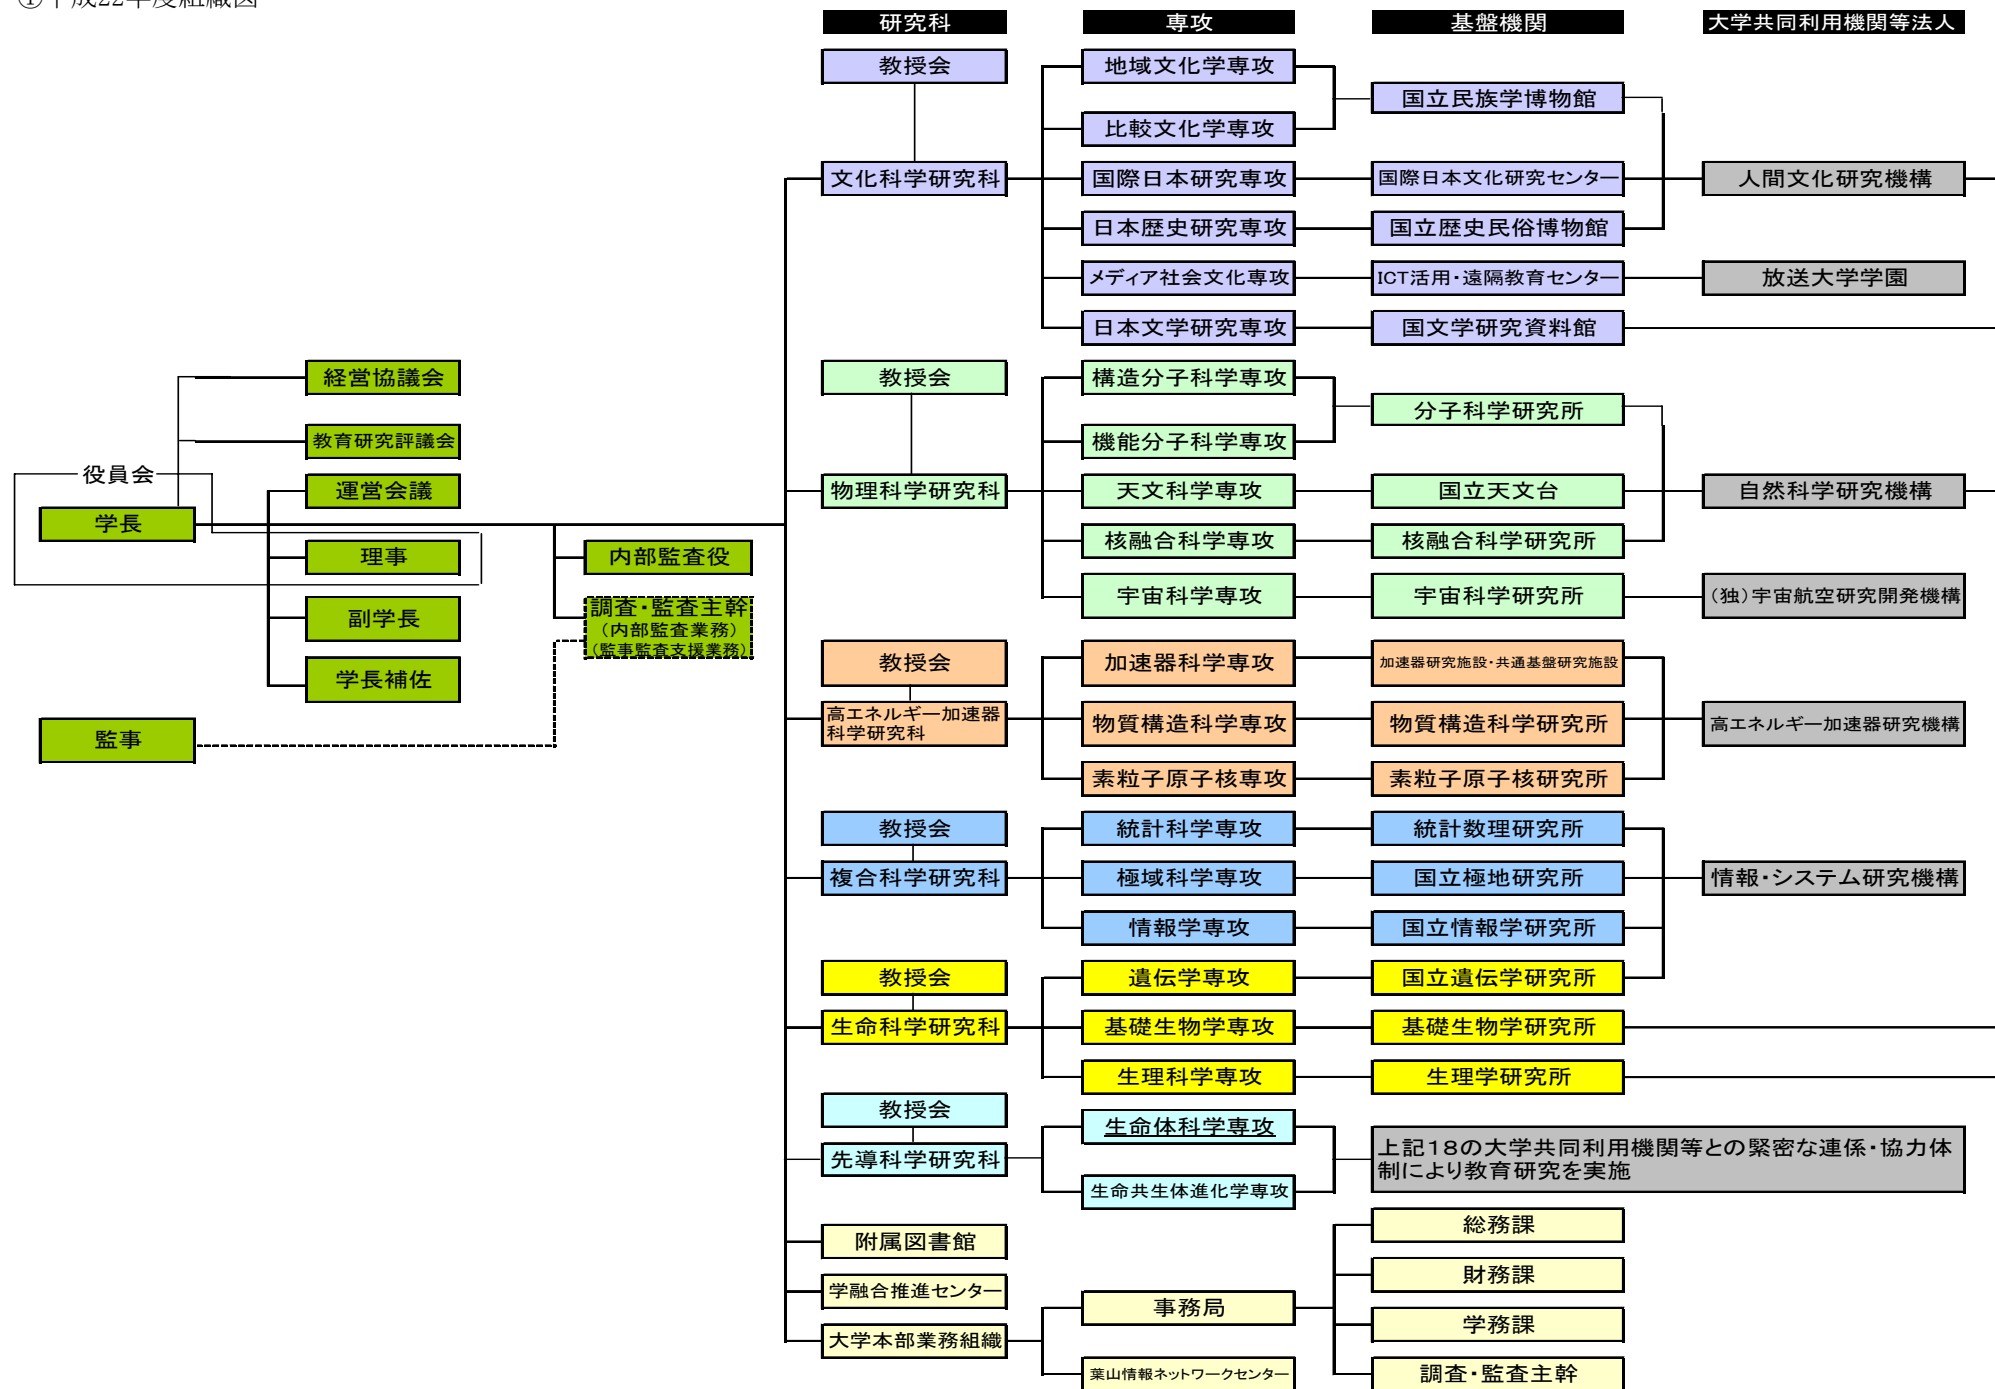 ①平成22年度組織図
研究科
専攻
基盤機関
大学共同利用機関等法人
教授会
地域文化学専攻
国立民族学博物館
比較文化学専攻
文化科学研究科
国際日本研究専攻
国際日本文化研究センター
人間文化研究機構
日本歴史研究専攻
国立歴史民俗博物館
メディア社会文化専攻
ICT活用・遠隔教育センター
放送大学学園
日本文学研究専攻
国文学研究資料館
経営協議会
教育研究評議会
役員会
運営会議
学長
理事
副学長
学長補佐
監事
内部監査役
調査・監査主幹
(内部監査業務)
(監事監査支援業務)
教授会
構造分子科学専攻
分子科学研究所
機能分子科学専攻
物理科学研究科
天文科学専攻
国立天文台
自然科学研究機構
核融合科学専攻
核融合科学研究所
宇宙科学専攻
宇宙科学研究所
(独)宇宙航空研究開発機構
教授会
加速器科学専攻
加速器研究施設・共通基盤研究施設
高エネルギー加速器
科学研究科
物質構造科学専攻
物質構造科学研究所
高エネルギー加速器研究機構
素粒子原子核専攻
素粒子原子核研究所
教授会
統計科学専攻
統計数理研究所
複合科学研究科
極域科学専攻
国立極地研究所
情報・システム研究機構
情報学専攻
国立情報学研究所
教授会
遺伝学専攻
国立遺伝学研究所
生命科学研究科
基礎生物学専攻
基礎生物学研究所
生理科学専攻
生理学研究所
教授会
生命体科学専攻
先導科学研究科
上記18の大学共同利用機関等との緊密な連係・協力体
制により教育研究を実施
生命共生体進化学専攻
附属図書館
学融合推進センター
大学本部業務組織
事務局
葉山情報ネットワークセンター
総務課
財務課
学務課
調査・監査主幹